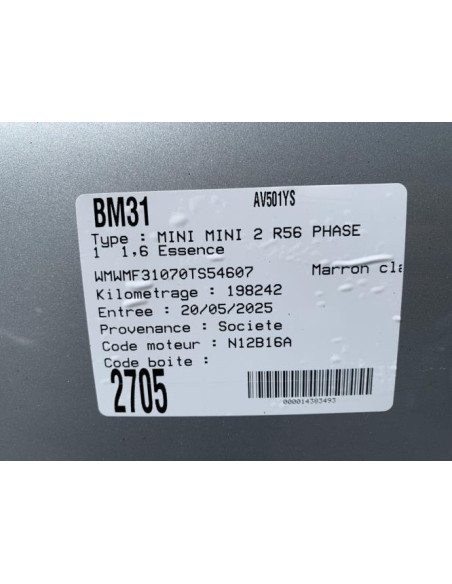 AV501YS
BM31
Type : MINI MINI 2 R56 PHASE
1 1,6 Essence
WMWMF31070TS54607 Marron cla
Kilometrage : 198242
Entree : 20/05/2025
Provenance : Societe
Code moteur : N12B16A
Code boite :
2705
000014383493